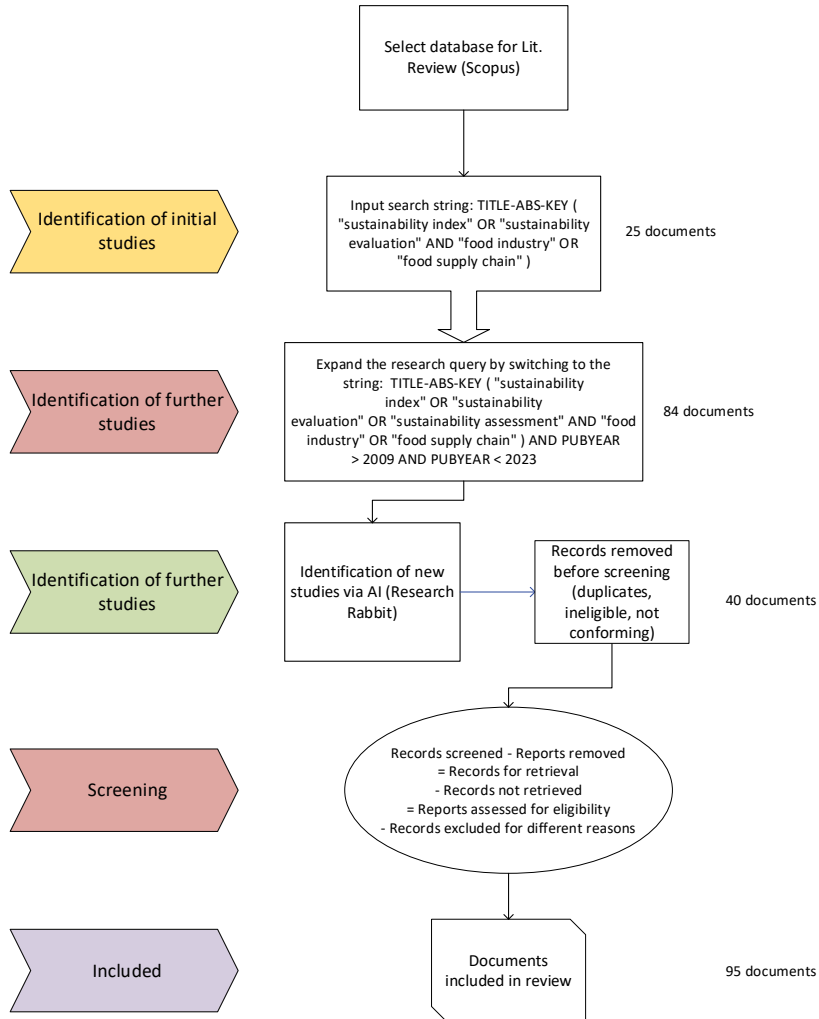 Select database for Lit.
Review (Scopus)
Identification of initial
studies
Input search string: TITLE-ABS-KEY (
"sustainability index" OR "sustainability
evaluation" AND "food industry" OR
"food supply chain" )
25 documents
Identification of further
studies
Expand the research query by switching to the
string: TITLE-ABS-KEY ( "sustainability
index" OR "sustainability
evaluation" OR "sustainability assessment" AND "food
industry" OR "food supply chain" ) AND PUBYEAR
> 2009 AND PUBYEAR < 2023
84 documents
Identification of further
studies
Identification of new
studies via AI (Research
Rabbit)
Records removed
before screening
(duplicates,
ineligible, not
conforming)
40 documents
Screening
Records screened - Reports removed
= Records for retrieval
- Records not retrieved
= Reports assessed for eligibility
- Records excluded for different reasons
Included
Documents
included in review
95 documents